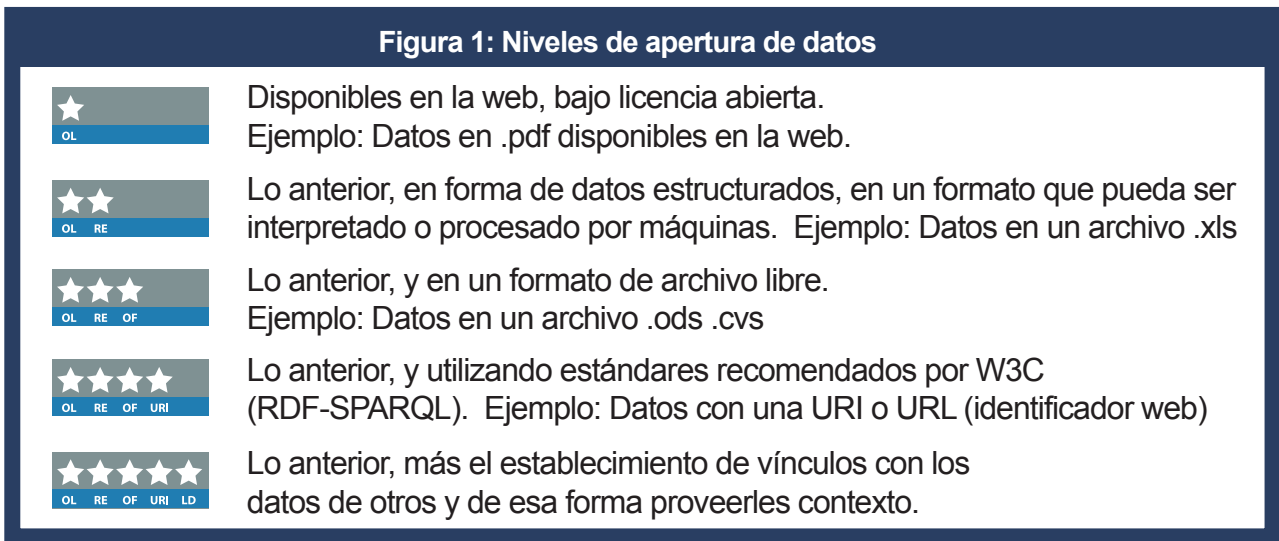 Figura 1: Niveles de apertura de datos
Disponibles en la web, bajo licencia abierta.
OL
Ejemplo: Datos en .pdf disponibles en la web.
Lo anterior, en forma de datos estructurados, en un formato que pueda ser
OL RE
interpretado o procesado por máquinas. Ejemplo: Datos en un archivo .xls
Lo anterior, y en un formato de archivo libre.
OL RE OF
Ejemplo: Datos en un archivo .ods .cvs
Lo anterior, y utilizando estándares recomendados por W3C
OL RE OF URI
(RDF-SPARQL). Ejemplo: Datos con una URI o URL (identificador web)
Lo anterior, más el establecimiento de vínculos con los
OL RE OF URI LD
datos de otros y de esa forma proveerles contexto.